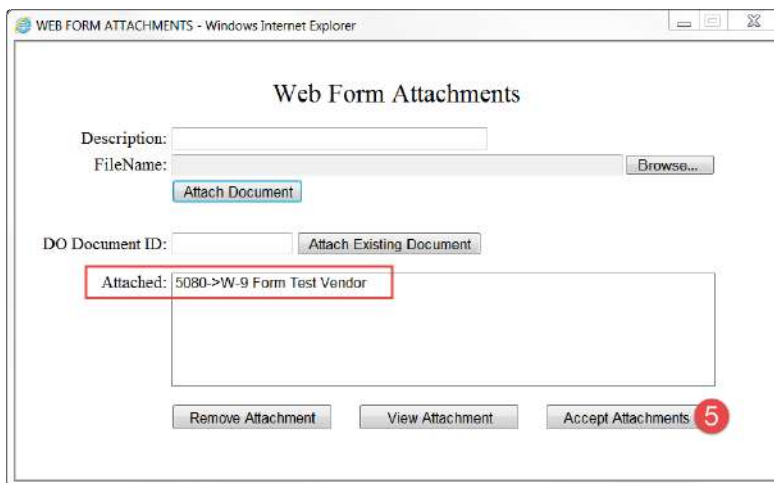 WEB FORM ATTACHMENTS - Windows Internet Explorer
Web Form Attachments
Description:
FileName: Browse...
Attach Document
DO Document ID: Attach Existing Document
Attached: 5080->W-9 Form Test Vendor
Remove Attachment View Attachment Accept Attachments 5